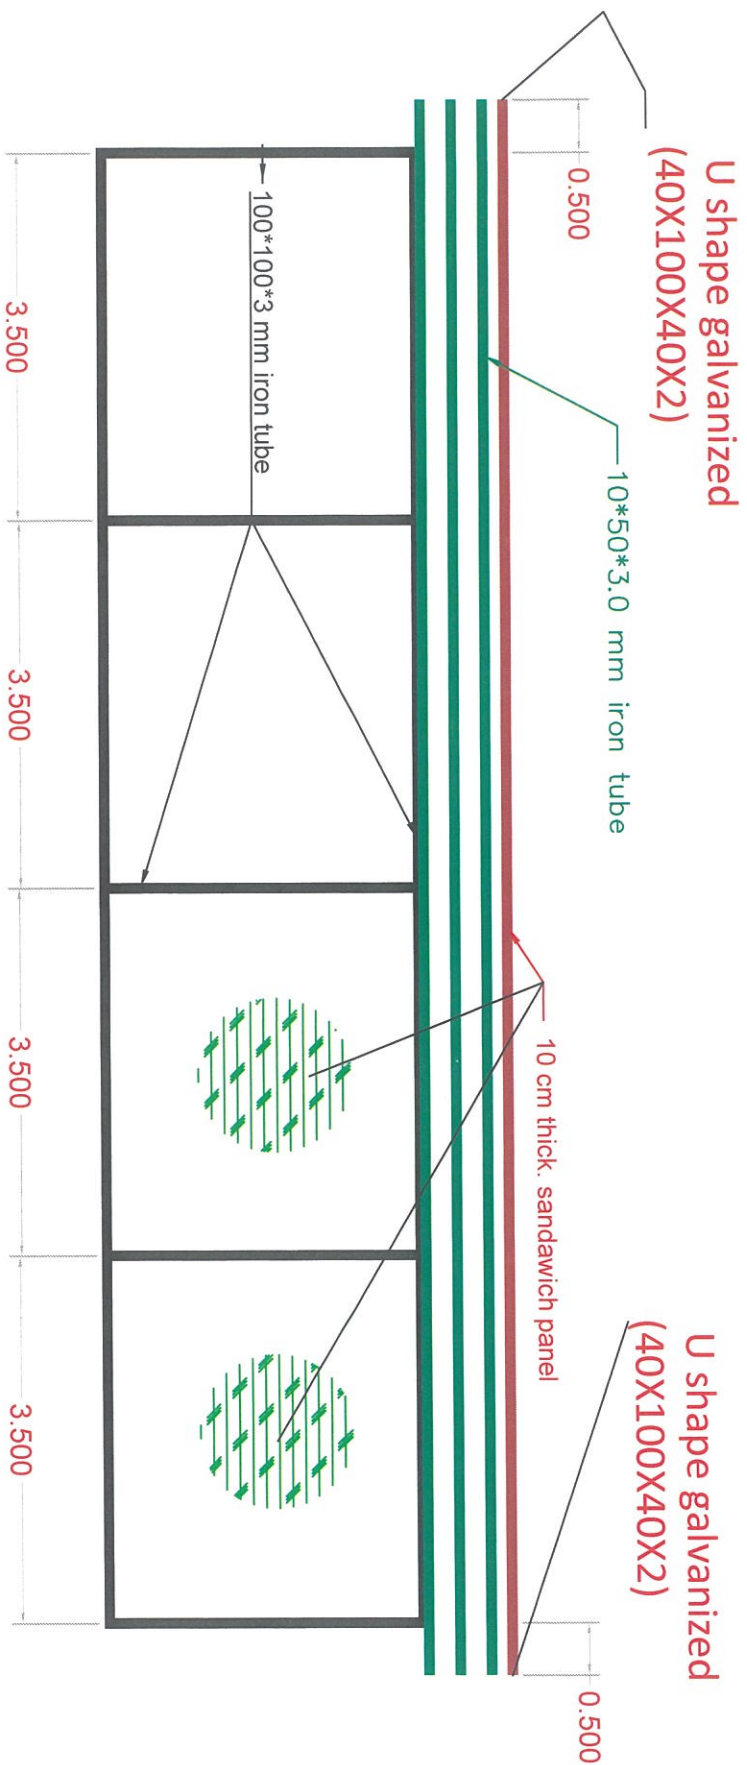 U shape galvanized
(40X100X40X2)
U shape galvanized
(40X100X40X2)
0.500
10*50*3.0 mm iron tube
10 cm thick. sandawich panel
0.500
100*100*3 mm iron tube
3.500
3.500
3.500
3.500